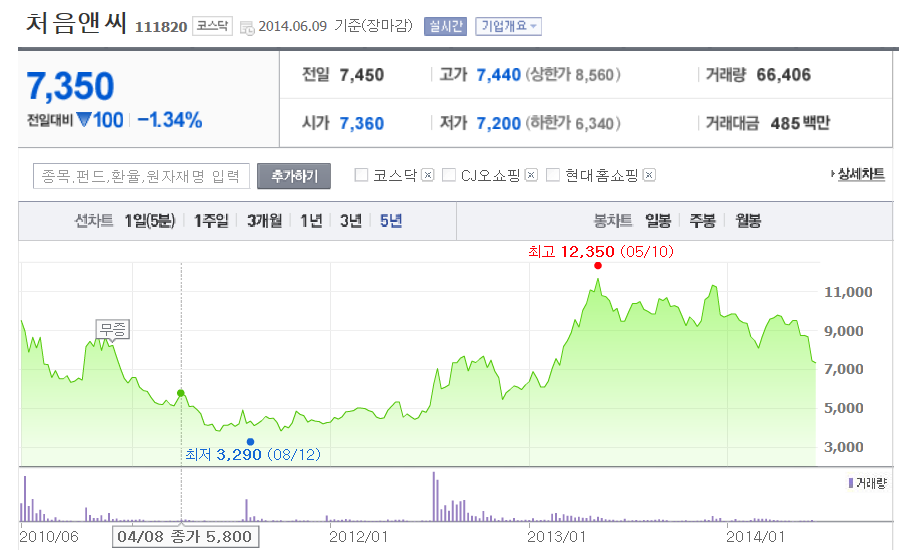 처음앤씨 111820 코스닥 2014.06.09 기준(장마감) 실시간 기업개요
7,350
전일대비 ▼100 -1.34%
전일 7,450 고가 7,440 (상한가 8,560) 거래량 66,406
시가 7,360 저가 7,200 (하한가 6,340) 거래대금 485 백만
종목,펀드,환율,원자재명 입력 추가하기 코스닥 CJ오쇼핑 현대홈쇼핑 상세차트
선차트 1일(5분) 1주일 3개월 1년 3년 5년 봉차트 일봉 주봉 월봉
최고 12,350 (05/10)
11,000
무증
9,000
7,000
5,000
3,000
최저 3,290 (08/12)
거래량
2010/06 04/08 종가 5,800 2012/01 2013/01 2014/01